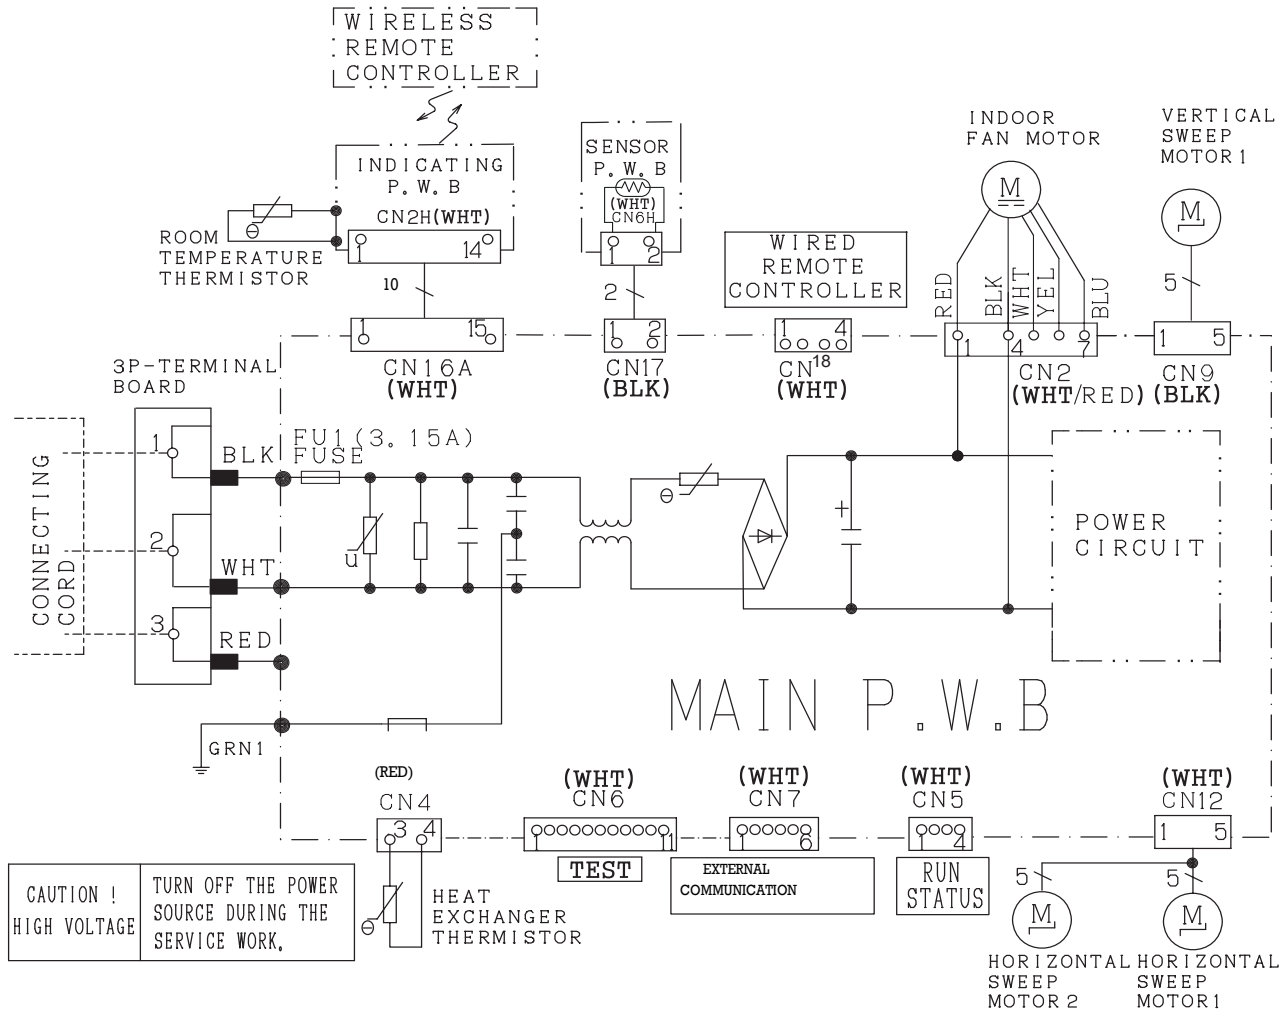 WIRELESS
REMOTE
CONTROLLER
INDICATING
P.W.B
CN2H(WHT)
1 14
ROOM
TEMPERATURE
THERMISTOR
θ
10
1 15
CN16A
(WHT)
SENSOR
P.W.B
(WHT)
CN6H
1 2
2
1 2
CN17
(BLK)
WIRED
REMOTE
CONTROLLER
1 4
CN18
(WHT)
INDOOR
FAN MOTOR
M
RED
BLK
WHT
YEL
BLU
1 4 7
CN2
(WHT/RED)
VERTICAL
SWEEP
MOTOR1
M
5
1 5
CN9
(BLK)
3P-TERMINAL
BOARD
CONNECTING
CORD
1
BLK
2
WHT
3
RED
FU1(3.15A)
FUSE
u
θ
+
POWER
CIRCUIT
MAIN P.W.B
GRN1
(RED)
CN4
3 4
θ
HEAT
EXCHANGER
THERMISTOR
(WHT)
CN6
1 11
TEST
(WHT)
CN7
1 6
EXTERNAL
COMMUNICATION
(WHT)
CN5
1 4
RUN
STATUS
(WHT)
CN12
1 5
5
M
HORIZONTAL
SWEEP
MOTOR2
5
M
HORIZONTAL
SWEEP
MOTOR1
CAUTION !
HIGH VOLTAGE
TURN OFF THE POWER
SOURCE DURING THE
SERVICE WORK.